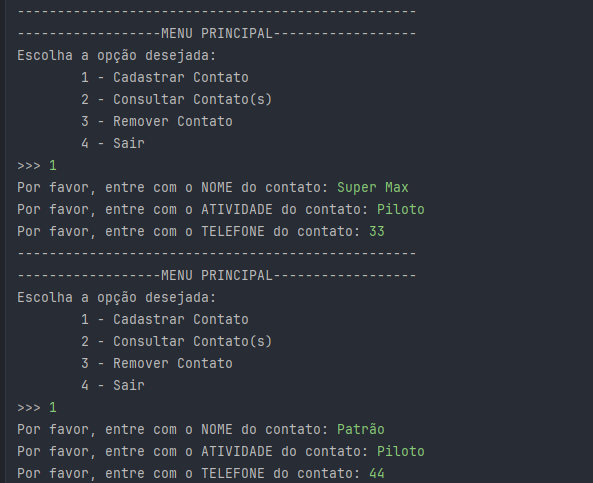 --------------------------------------------------
------------------MENU PRINCIPAL------------------
Escolha a opção desejada:
1 - Cadastrar Contato
2 - Consultar Contato(s)
3 - Remover Contato
4 - Sair
>>> 1
Por favor, entre com o NOME do contato: Super Max
Por favor, entre com o ATIVIDADE do contato: Piloto
Por favor, entre com o TELEFONE do contato: 33
--------------------------------------------------
------------------MENU PRINCIPAL------------------
Escolha a opção desejada:
1 - Cadastrar Contato
2 - Consultar Contato(s)
3 - Remover Contato
4 - Sair
>>> 1
Por favor, entre com o NOME do contato: Patrão
Por favor, entre com o ATIVIDADE do contato: Piloto
Por favor, entre com o TELEFONE do contato: 44